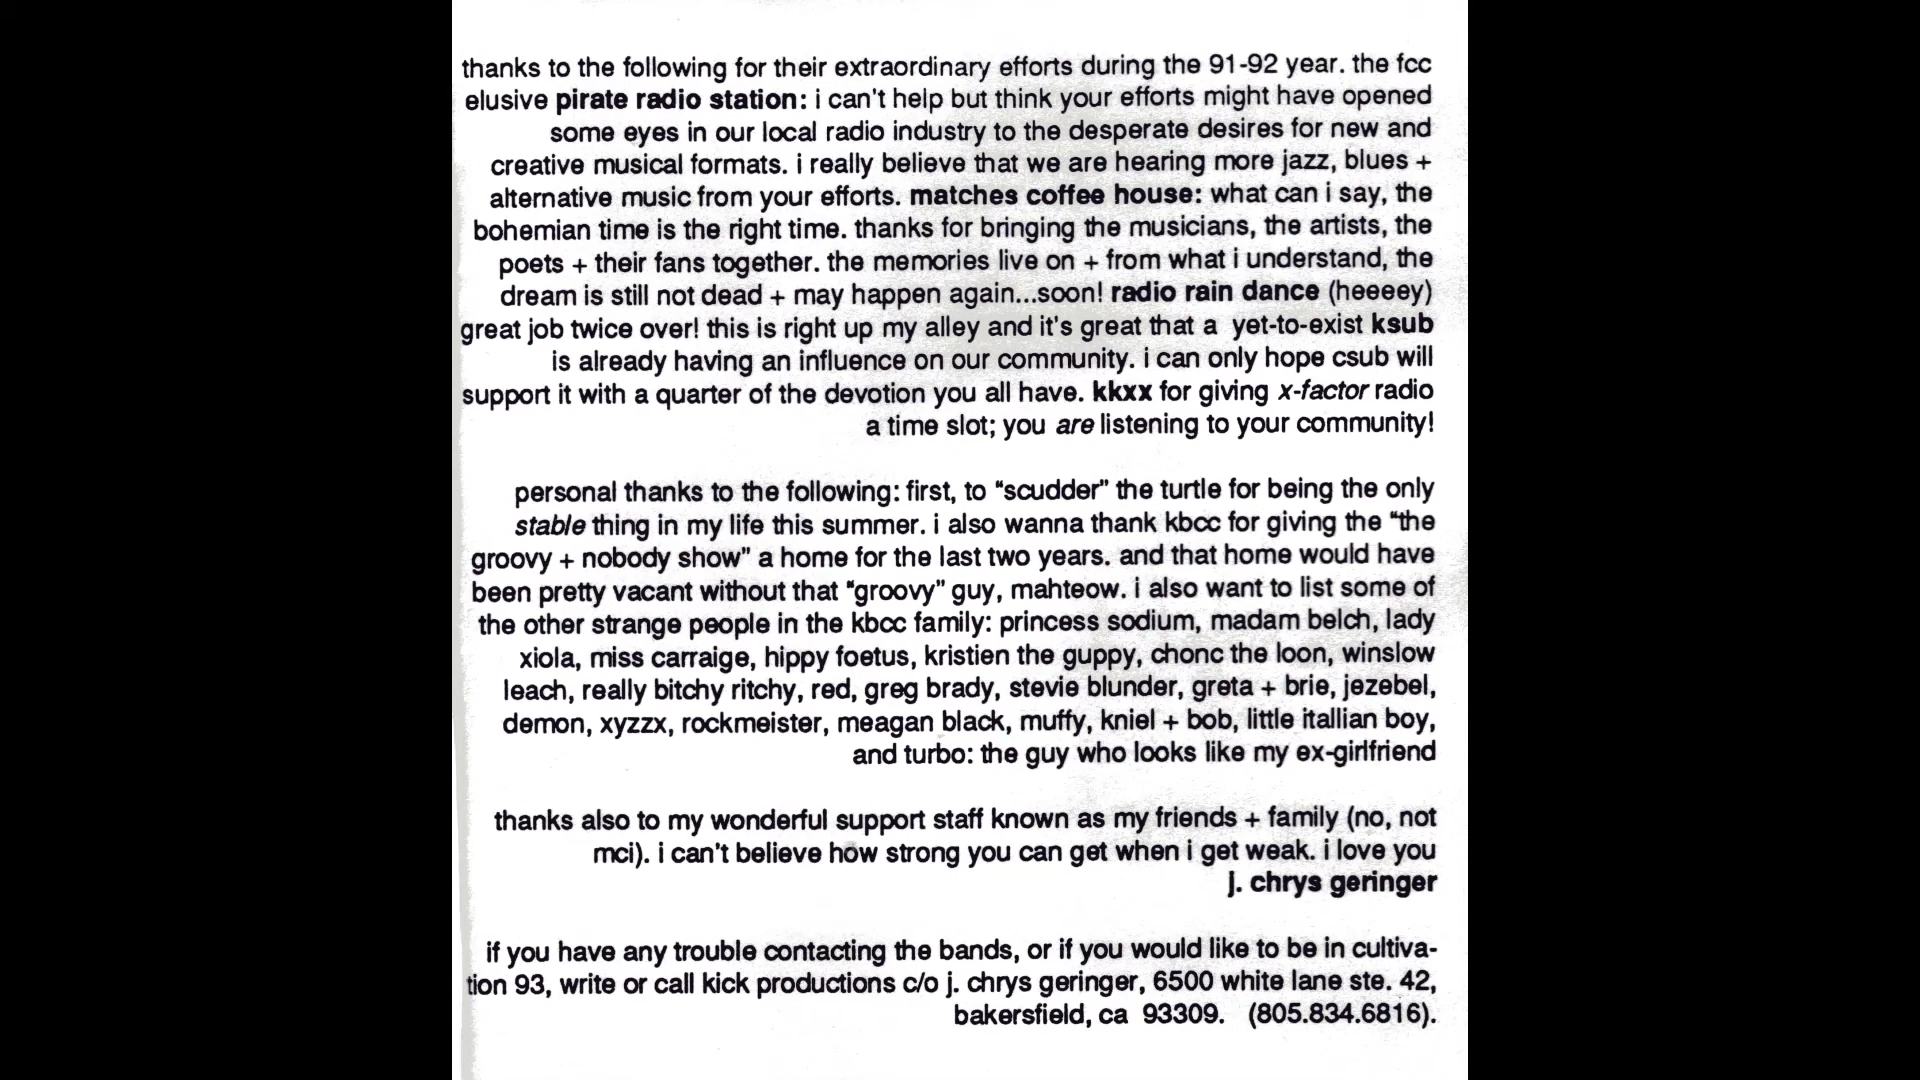 thanks to the following for their extraordinary efforts during the 91-92 year. the fcc
elusive pirate radio station: i can't help but think your efforts might have opened
some eyes in our local radio industry to the desperate desires for new and
creative musical formats. i really believe that we are hearing more jazz, blues +
alternative music from your efforts. matches coffee house: what can i say, the
bohemian time is the right time. thanks for bringing the musicians, the artists, the
poets + their fans together. the memories live on + from what i understand, the
dream is still not dead + may happen again...soon! radio rain dance (heeeey)
great job twice over! this is right up my alley and it's great that a yet-to-exist ksub
is already having an influence on our community. i can only hope csub will
support it with a quarter of the devotion you all have. kkxx for giving x-factor radio
a time slot; you are listening to your community!
personal thanks to the following: first, to “scudder” the turtle for being the only
stable thing in my life this summer. i also wanna thank kbcc for giving the “the
groovy + nobody show” a home for the last two years. and that home would have
been pretty vacant without that “groovy” guy, mahteow. i also want to list some of
the other strange people in the kbcc family: princess sodium, madam belch, lady
xiola, miss carraige, hippy foetus, kristien the guppy, chonc the loon, winslow
leach, really bitchy ritchy, red, greg brady, stevie blunder, greta + brie, jezebel,
demon, xyzzx, rockmeister, meagan black, muffy, kniel + bob, little itallian boy,
and turbo: the guy who looks like my ex-girlfriend
thanks also to my wonderful support staff known as my friends + family (no, not
mci). i can't believe how strong you can get when i get weak. i love you
j. chrys geringer
if you have any trouble contacting the bands, or if you would like to be in cultiva-
tion 93, write or call kick productions c/o j. chrys geringer, 6500 white lane ste. 42,
bakersfield, ca 93309. (805.834.6816).